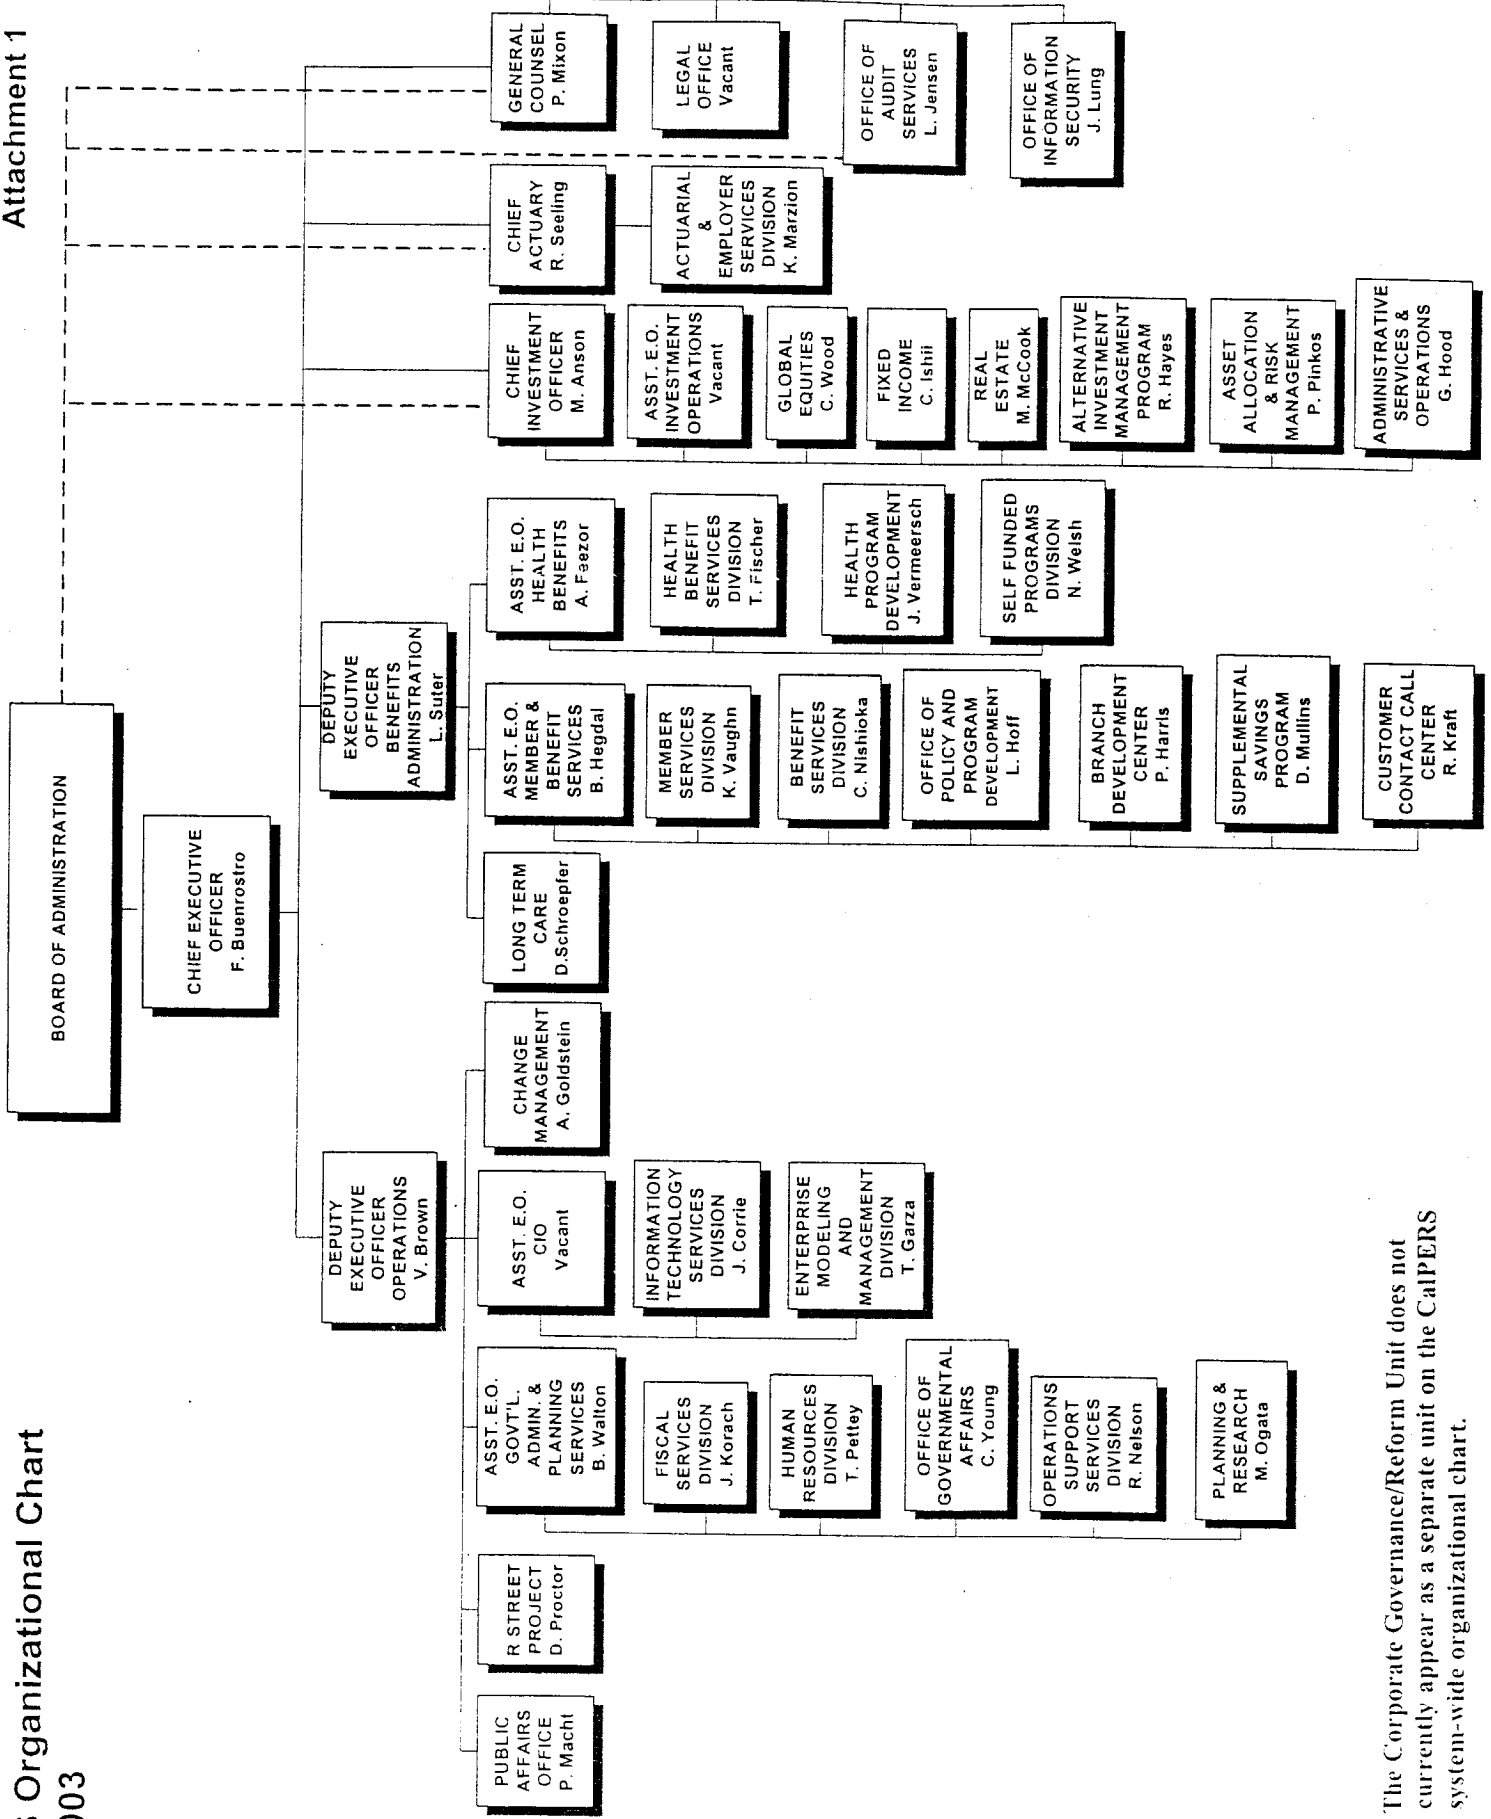 Attachment 1
Organizational Chart
003
BOARD OF ADMINISTRATION
CHIEF EXECUTIVE
OFFICER
F. Buenrostro
DEPUTY
EXECUTIVE
OFFICER
OPERATIONS
V. Brown
DEPUTY
EXECUTIVE
OFFICER
BENEFITS
ADMINISTRATION
L. Suter
PUBLIC
AFFAIRS
OFFICE
P. Macht
R STREET
PROJECT
D. Proctor
ASST. E.O.
GOVT'L.
ADMIN. &
PLANNING
SERVICES
B. Walton
FISCAL
SERVICES
DIVISION
J. Korach
HUMAN
RESOURCES
DIVISION
T. Pettey
OFFICE OF
GOVERNMENTAL
AFFAIRS
C. Young
OPERATIONS
SUPPORT
SERVICES
DIVISION
R. Nelson
PLANNING &
RESEARCH
M. Ogata
ASST. E.O.
CIO
Vacant
INFORMATION
TECHNOLOGY
SERVICES
DIVISION
J. Corrie
ENTERPRISE
MODELING
AND
MANAGEMENT
DIVISION
T. Garza
CHANGE
MANAGEMENT
A. Goldstein
LONG TERM
CARE
D.Schroepfer
ASST. E.O.
MEMBER &
BENEFIT
SERVICES
B. Hegdal
MEMBER
SERVICES
DIVISION
K. Vaughn
BENEFIT
SERVICES
DIVISION
C. Nishioka
OFFICE OF
POLICY AND
PROGRAM
DEVELOPMENT
L. Hoff
BRANCH
DEVELOPMENT
CENTER
P. Harris
SUPPLEMENTAL
SAVINGS
PROGRAM
D. Mullins
CUSTOMER
CONTACT CALL
CENTER
R. Kraft
ASST. E.O.
HEALTH
BENEFITS
A. Feezor
HEALTH
BENEFIT
SERVICES
DIVISION
T. Fischer
HEALTH
PROGRAM
DEVELOPMENT
J. Vermeersch
SELF FUNDED
PROGRAMS
DIVISION
N. Welsh
CHIEF
INVESTMENT
OFFICER
M. Anson
ASST. E.O.
INVESTMENT
OPERATIONS
Vacant
GLOBAL
EQUITIES
C. Wood
FIXED
INCOME
C. Ishii
REAL
ESTATE
M. McCook
ALTERNATIVE
INVESTMENT
MANAGEMENT
PROGRAM
R. Hayes
ASSET
ALLOCATION
& RISK
MANAGEMENT
P. Pinkos
ADMINISTRATIVE
SERVICES &
OPERATIONS
G. Hood
CHIEF
ACTUARY
R. Seeling
ACTUARIAL
&
EMPLOYER
SERVICES
DIVISION
K. Marzion
GENERAL
COUNSEL
P. Mixon
LEGAL
OFFICE
Vacant
OFFICE OF
AUDIT
SERVICES
L. Jensen
OFFICE OF
INFORMATION
SECURITY
J. Lung
The Corporate Governance/Reform Unit does not
currently appear as a separate unit on the CalPERS
system-wide organizational chart.